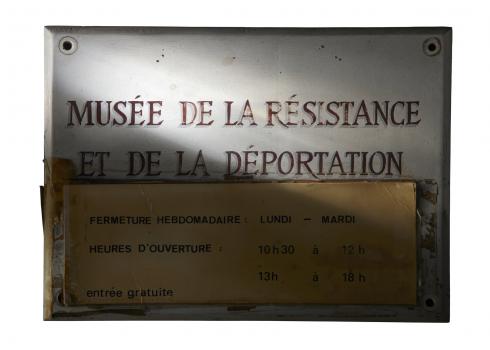 MUSÉE DE LA RÉSISTANCE
ET DE LA DÉPORTATION
FERMETURE HEBDOMADAIRE : LUNDI – MARDI
HEURES D'OUVERTURE : 10h30 à 12h
13h à 18h
entrée gratuite